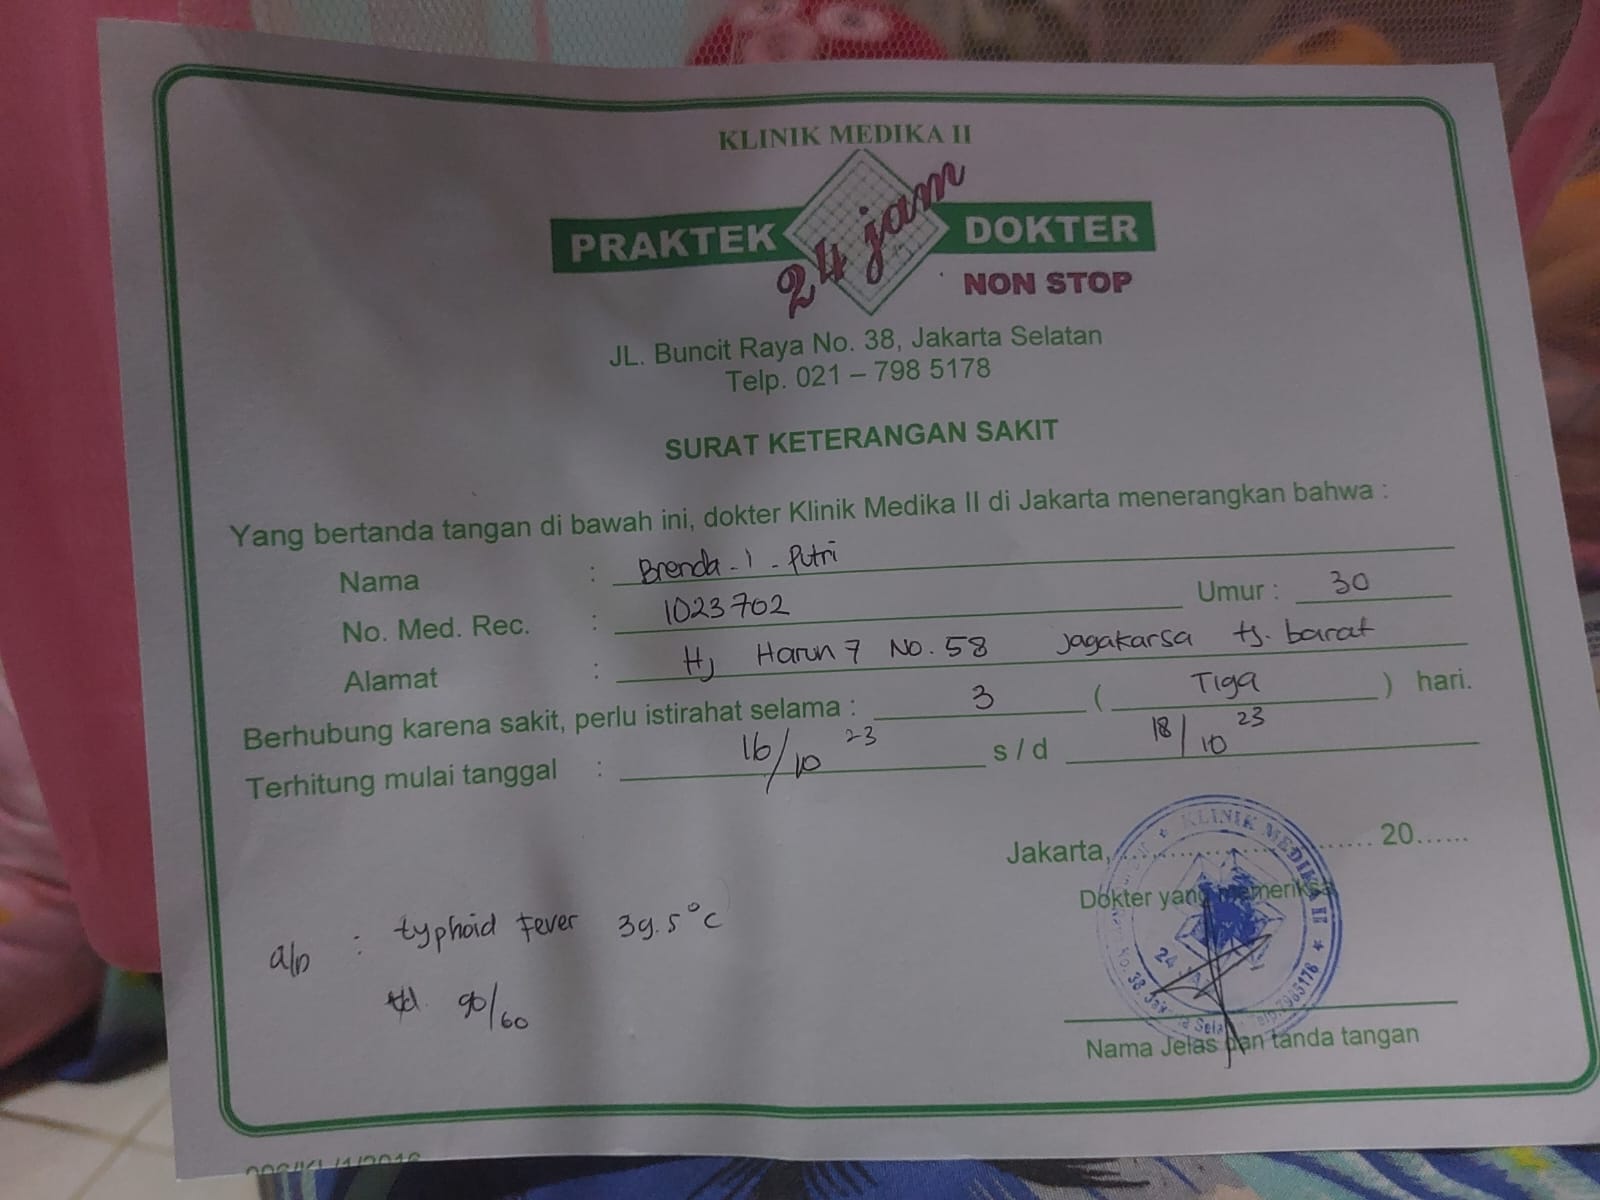 KLINIK MEDIKA II
PRAKTEK 24 jam DOKTER
NON STOP
JL. Buncit Raya No. 38, Jakarta Selatan
Telp. 021 – 798 5178
SURAT KETERANGAN SAKIT
Yang bertanda tangan di bawah ini, dokter Klinik Medika II di Jakarta menerangkan bahwa :
Nama : Brenda - I - Putri
No. Med. Rec. : 1023702 Umur : 30
Alamat : Hj Harun 7 No. 58 Jagakarsa tj. barat
Berhubung karena sakit, perlu istirahat selama : 3 ( Tiga ) hari.
Terhitung mulai tanggal : 16/10 23 s / d 18/10 23
Jakarta, .............................. 20......
Dokter yang memeriksa
KLINIK MEDIKA II
24 JAM
No. 38, Jakarta Sela
Telp.7985178
a/n : typhoid Fever 39.5°C
td. 90/60
Nama Jelas dan tanda tangan